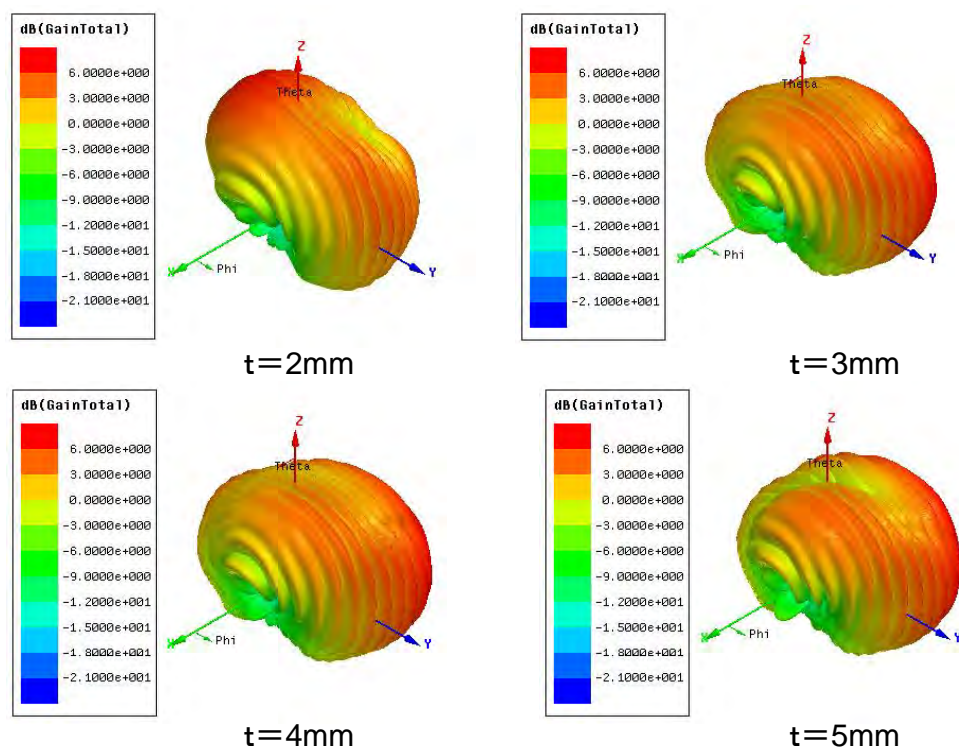 dB(GainTotal)
6.0000e+000
3.0000e+000
0.0000e+000
-3.0000e+000
-6.0000e+000
-9.0000e+000
-1.2000e+001
-1.5000e+001
-1.8000e+001
-2.1000e+001
Z
Theta
X
Phi
Y
t=2mm
dB(GainTotal)
6.0000e+000
3.0000e+000
0.0000e+000
-3.0000e+000
-6.0000e+000
-9.0000e+000
-1.2000e+001
-1.5000e+001
-1.8000e+001
-2.1000e+001
Z
Theta
X
Phi
Y
t=3mm
dB(GainTotal)
6.0000e+000
3.0000e+000
0.0000e+000
-3.0000e+000
-6.0000e+000
-9.0000e+000
-1.2000e+001
-1.5000e+001
-1.8000e+001
-2.1000e+001
Z
Theta
X
Phi
Y
t=4mm
dB(GainTotal)
6.0000e+000
3.0000e+000
0.0000e+000
-3.0000e+000
-6.0000e+000
-9.0000e+000
-1.2000e+001
-1.5000e+001
-1.8000e+001
-2.1000e+001
Z
Theta
X
Phi
Y
t=5mm